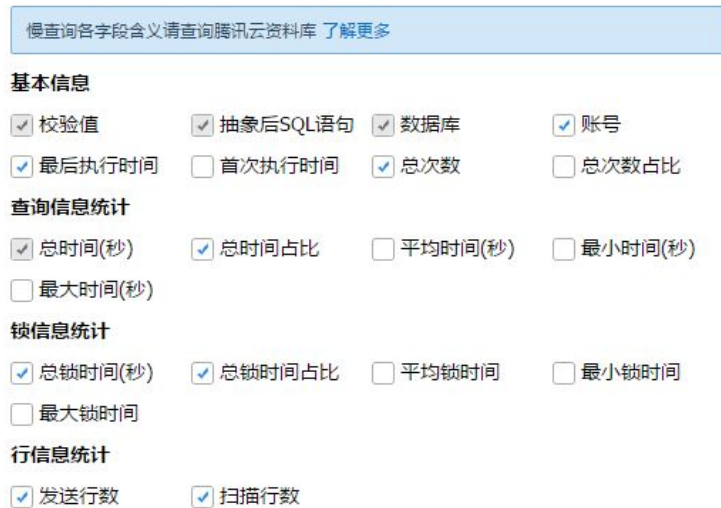 慢查询各字段含义请查询腾讯云资料库 了解更多
基本信息
校验值 抽象后SQL语句 数据库 账号
最后执行时间 首次执行时间 总次数 总次数占比
查询信息统计
总时间(秒) 总时间占比 平均时间(秒) 最小时间(秒)
最大时间(秒)
锁信息统计
总锁时间(秒) 总锁时间占比 平均锁时间 最小锁时间
最大锁时间
行信息统计
发送行数 扫描行数